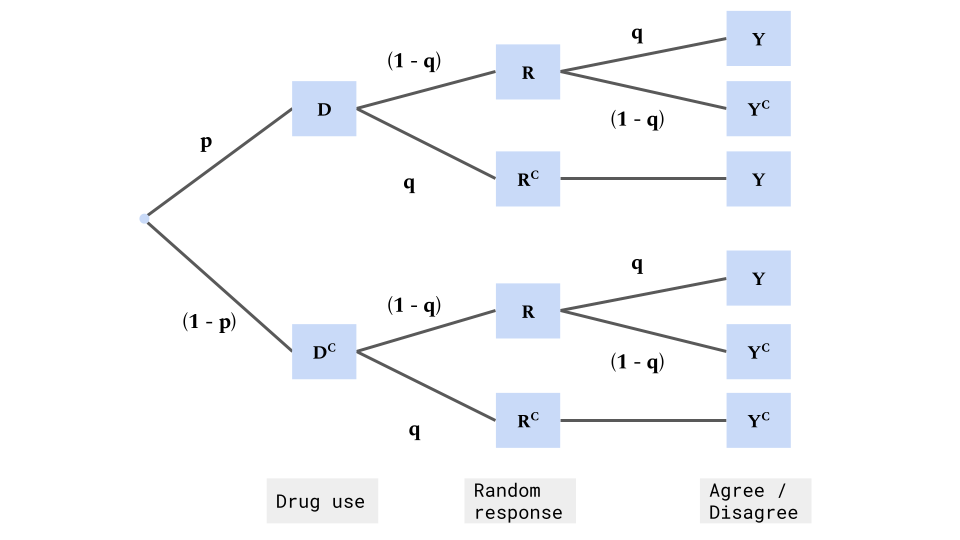 q
Y
(1 - q)
R
D
Y^C
(1 - q)
p
R^C
Y
q
q
Y
(1 - q)
R
(1 - p)
D^C
Y^C
(1 - q)
R^C
Y^C
q
Drug use
Random
response
Agree /
Disagree